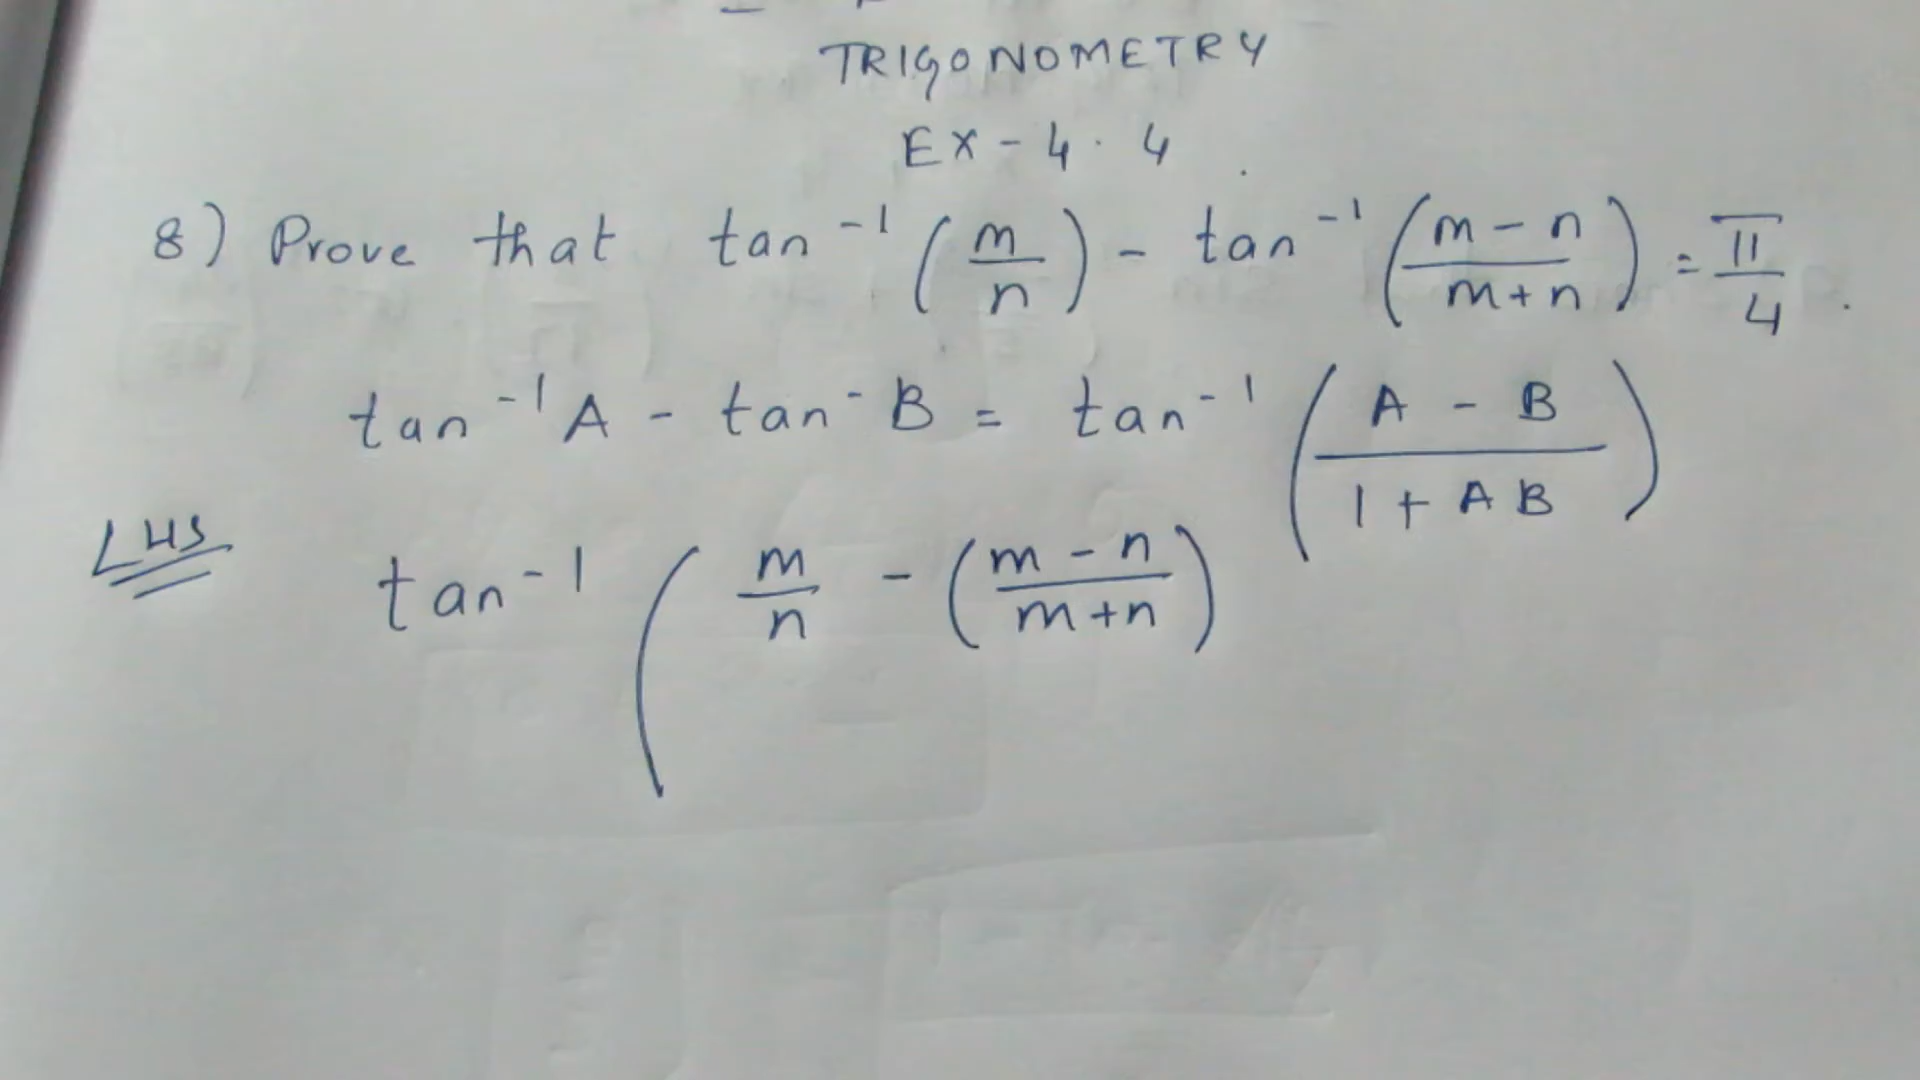 TRIGONOMETRY
EX - 4.4
8) Prove that tan⁻¹ (m/n) - tan⁻¹ ((m - n)/(m + n)) = π/4.
tan⁻¹ A - tan⁻ B = tan⁻¹ ((A - B)/(1 + AB))
LHS tan⁻¹ ( m/n - ((m - n)/(m + n))